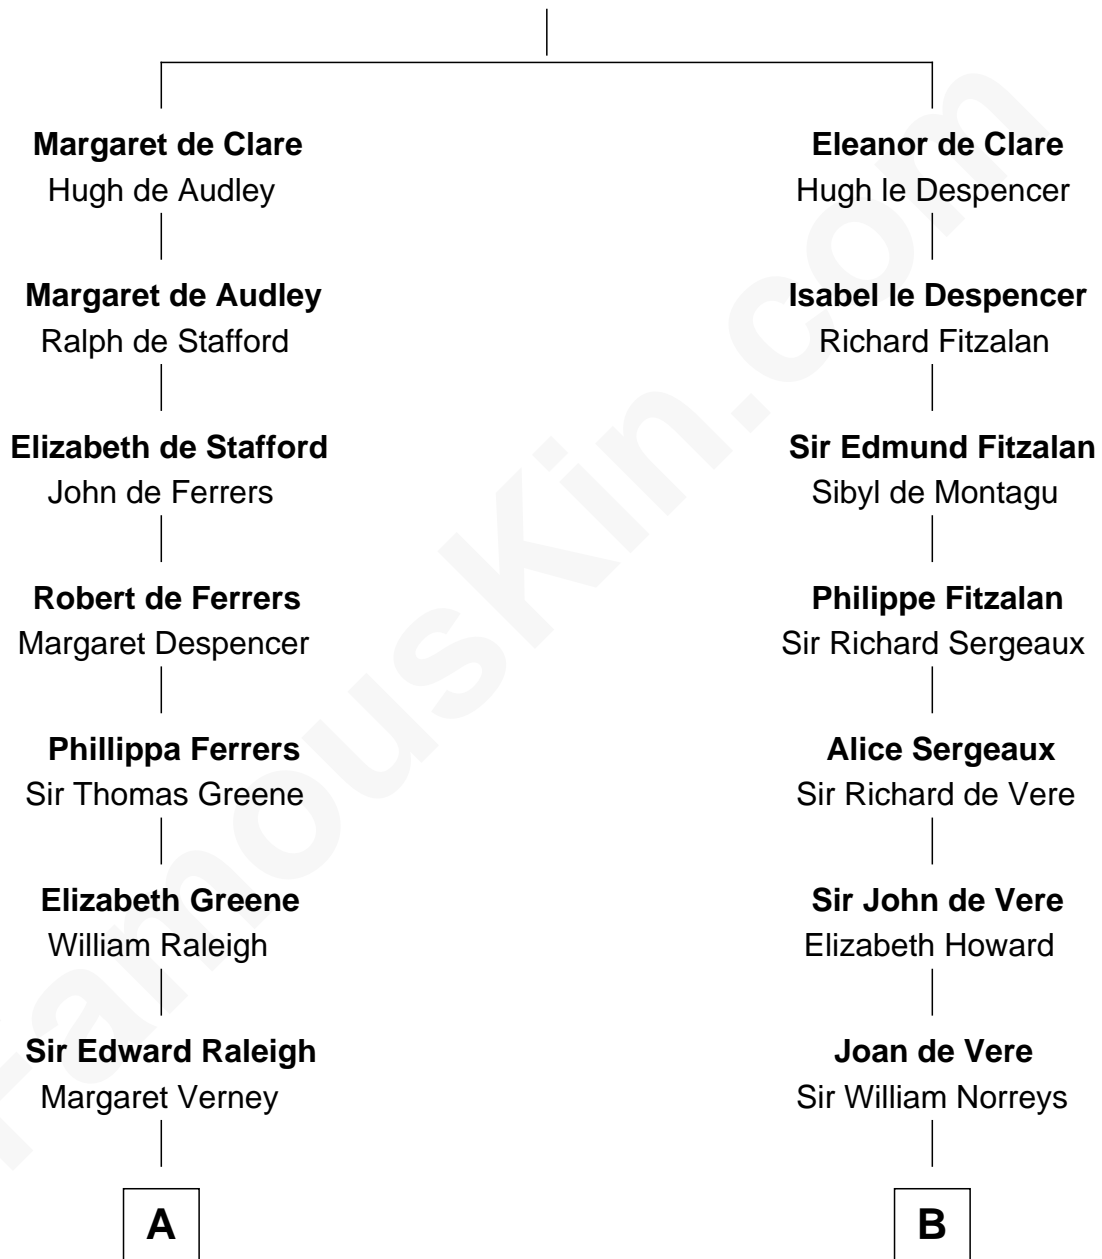 Margaret de Clare
Hugh de Audley
Margaret de Audley
Ralph de Stafford
Elizabeth de Stafford
John de Ferrers
Robert de Ferrers
Margaret Despencer
Phillippa Ferrers
Sir Thomas Greene
Elizabeth Greene
William Raleigh
Sir Edward Raleigh
Margaret Verney
A
Eleanor de Clare
Hugh le Despencer
Isabel le Despencer
Richard Fitzalan
Sir Edmund Fitzalan
Sibyl de Montagu
Philippe Fitzalan
Sir Richard Sergeaux
Alice Sergeaux
Sir Richard de Vere
Sir John de Vere
Elizabeth Howard
Joan de Vere
Sir William Norreys
B
FamousKin.com